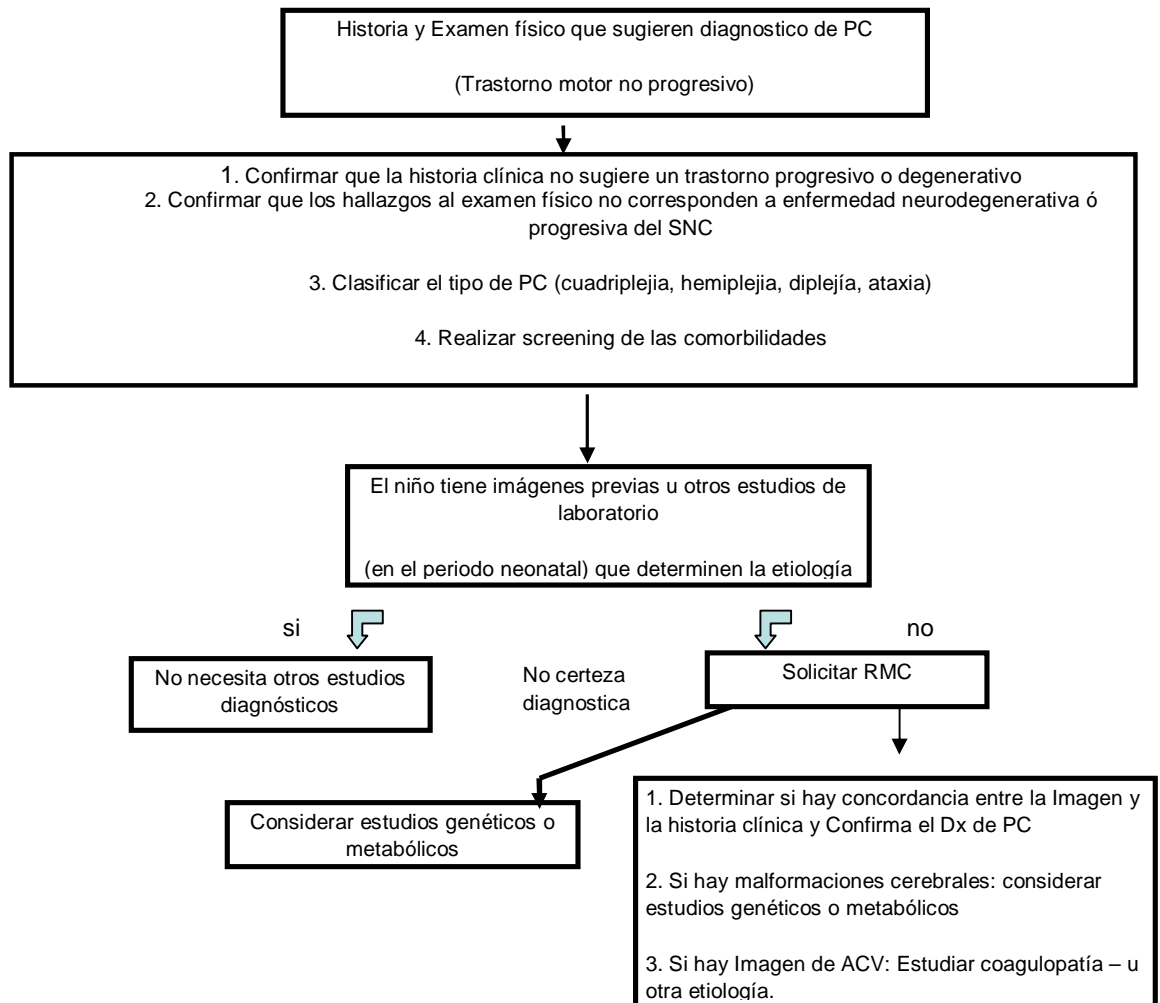 Historia y Examen físico que sugieren diagnostico de PC
(Trastorno motor no progresivo)
1. Confirmar que la historia clínica no sugiere un trastorno progresivo o degenerativo
2. Confirmar que los hallazgos al examen físico no corresponden a enfermedad neurodegenerativa ó
progresiva del SNC
3. Clasificar el tipo de PC (cuadriplejia, hemiplejia, diplejía, ataxia)
4. Realizar screening de las comorbilidades
El niño tiene imágenes previas u otros estudios de
laboratorio
(en el periodo neonatal) que determinen la etiología
si
no
No necesita otros estudios
diagnósticos
No certeza
diagnostica
Solicitar RMC
Considerar estudios genéticos o
metabólicos
1. Determinar si hay concordancia entre la Imagen y
la historia clínica y Confirma el Dx de PC
2. Si hay malformaciones cerebrales: considerar
estudios genéticos o metabólicos
3. Si hay Imagen de ACV: Estudiar coagulopatía – u
otra etiología.